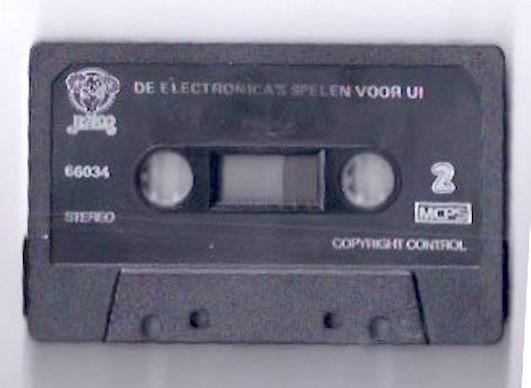 DE ELECTRONICA'S SPELEN VOOR U!
66034
2
STEREO
MCPS
COPYRIGHT CONTROL